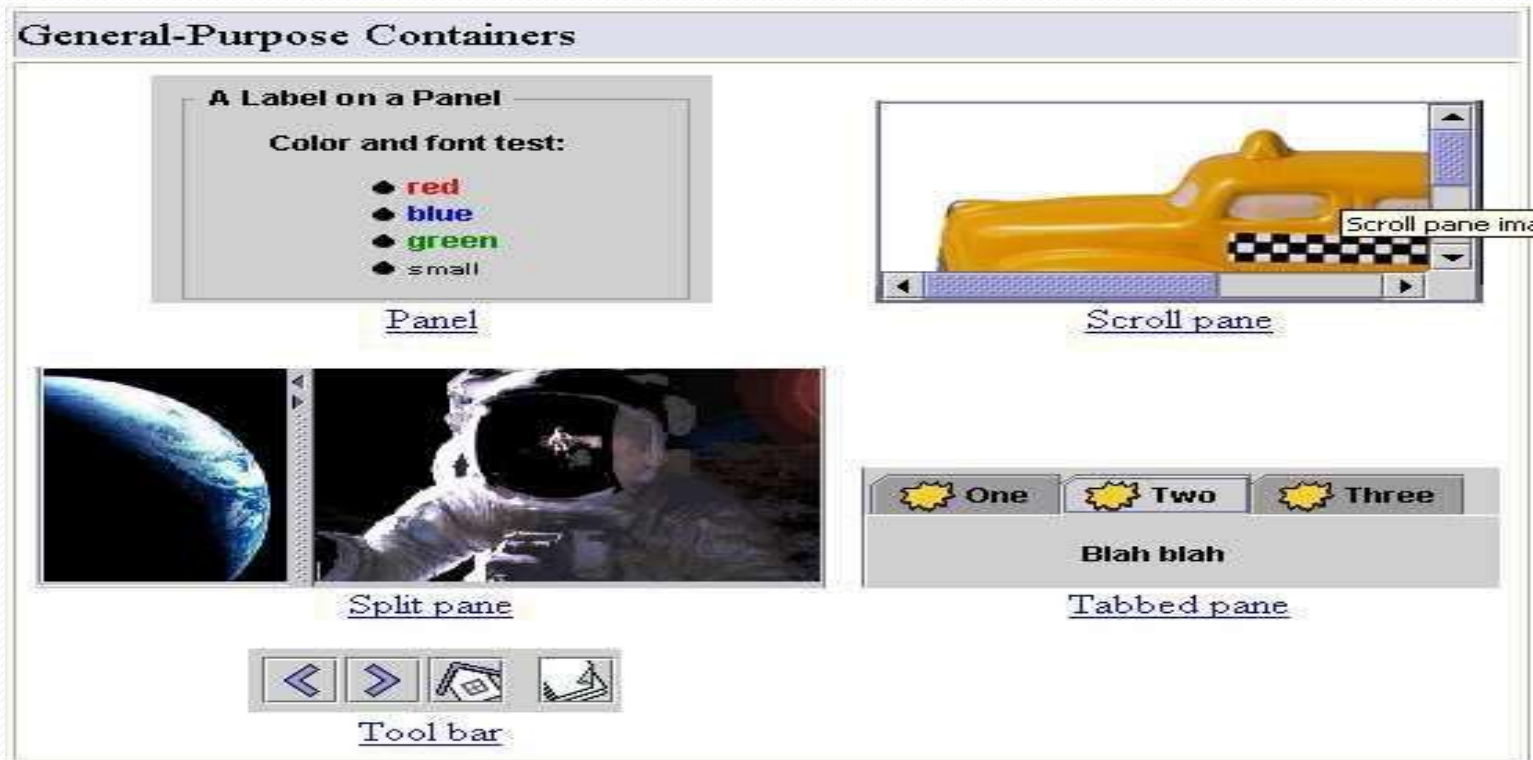 General-Purpose Containers
A Label on a Panel
Color and font test:
red
blue
green
small
Panel
Scroll pane ima
Scroll pane
Split pane
One Two Three
Blah blah
Tabbed pane
Tool bar